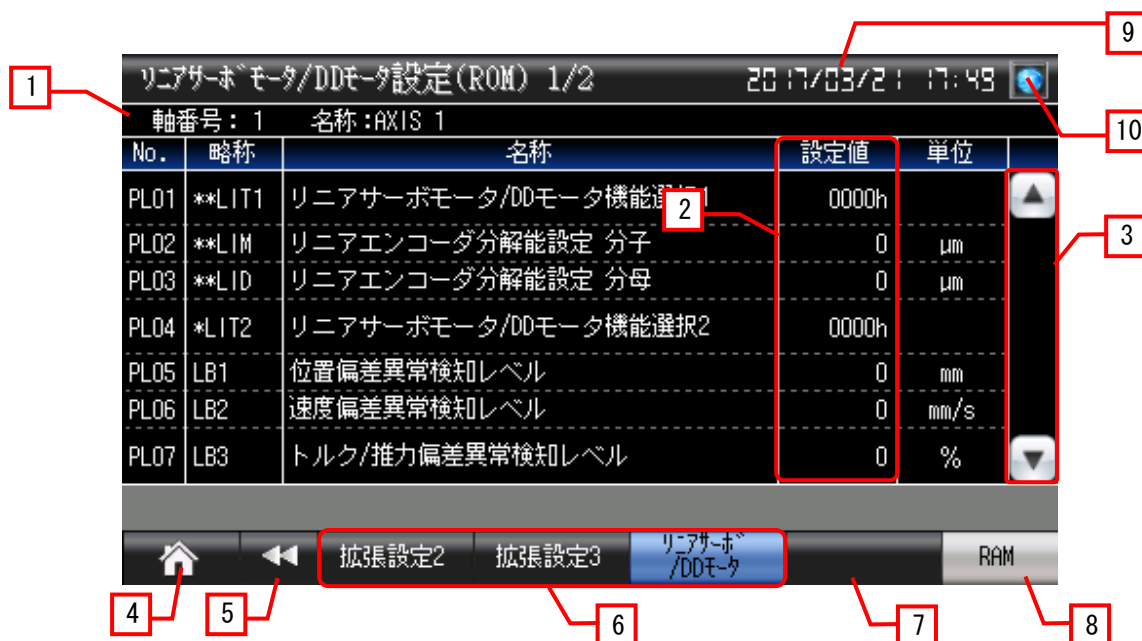 9
リニアサーボモータ/DDモータ設定(ROM) 1/2 2017/03/21 17:49
1
軸番号: 1 名称:AXIS 1
10
No. 略称 名称 設定値 単位
PL01 **LIT1 リニアサーボモータ/DDモータ機能選択1 0000h
2
PL02 **LIM リニアエンコーダ分解能設定 分子 0 μm
3
PL03 **LID リニアエンコーダ分解能設定 分母 0 μm
PL04 *LIT2 リニアサーボモータ/DDモータ機能選択2 0000h
PL05 LB1 位置偏差異常検知レベル 0 mm
PL06 LB2 速度偏差異常検知レベル 0 mm/s
PL07 LB3 トルク/推力偏差異常検知レベル 0 %
拡張設定2 拡張設定3 リニアサーボ
/DDモータ RAM
4 5 6 7 8